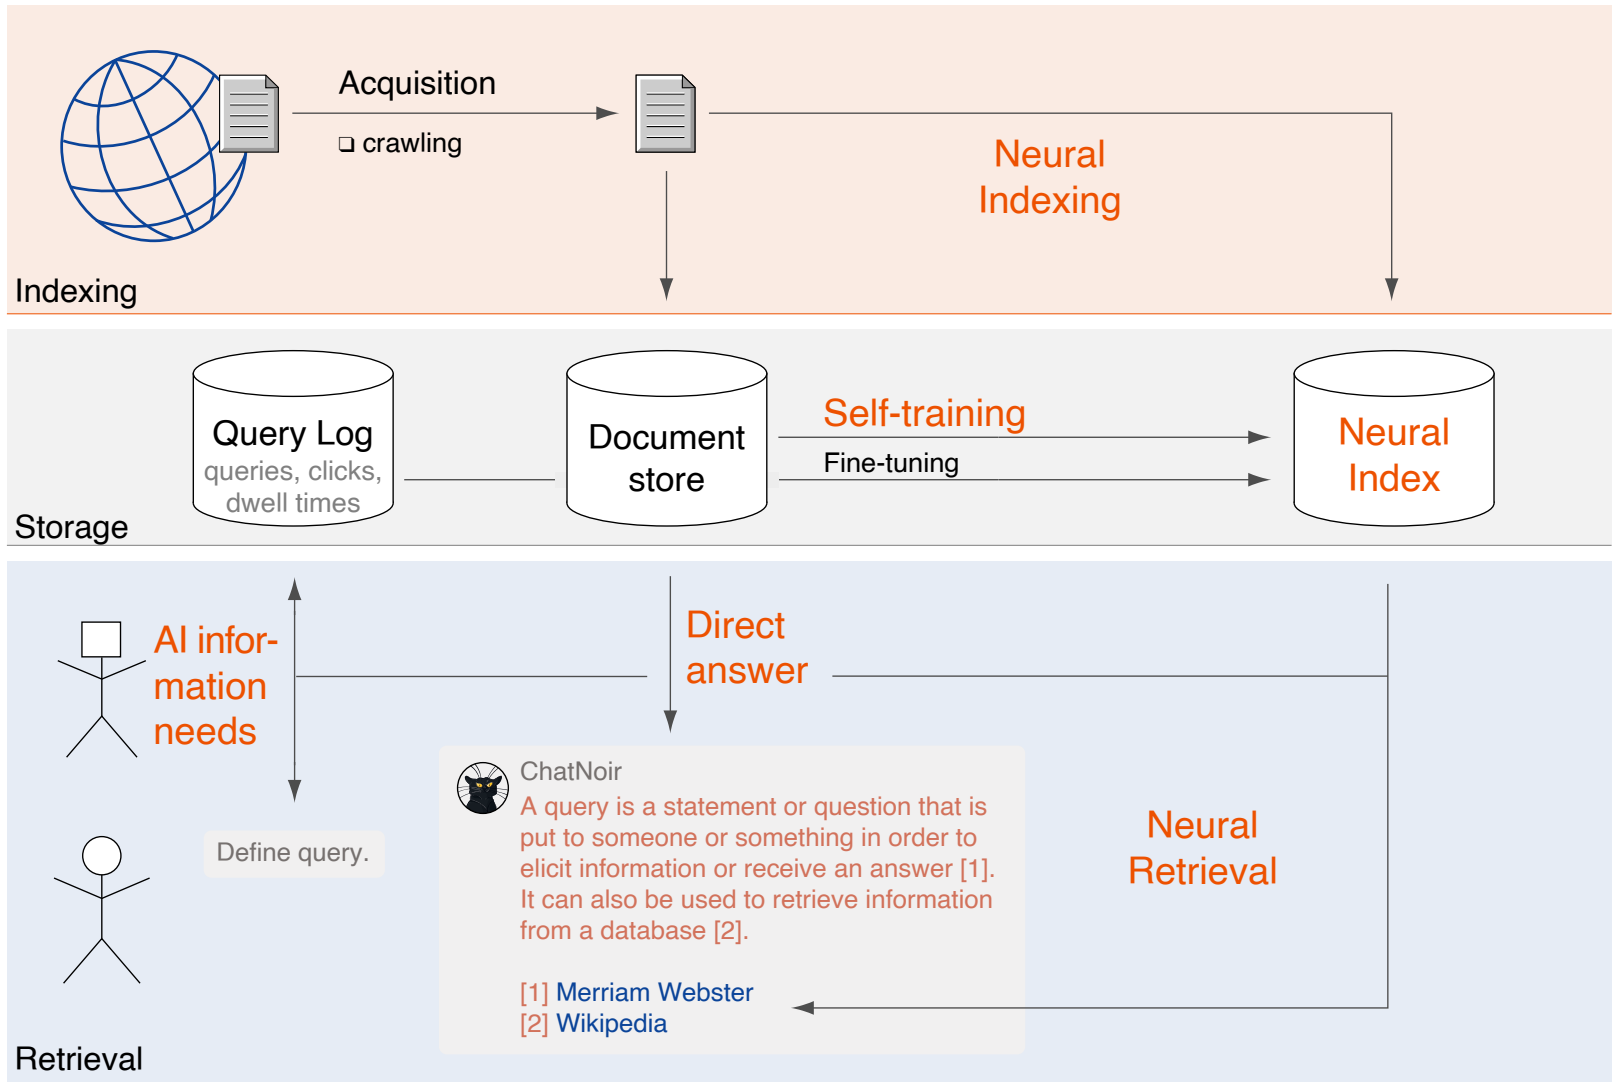 Acquisition
❏ crawling
Neural
Indexing
Indexing
Query Log
queries, clicks,
dwell times
Document
store
Self-training
Fine-tuning
Neural
Index
Storage
AI infor-
mation
needs
Direct
answer
Define query.
ChatNoir
A query is a statement or question that is
put to someone or something in order to
elicit information or receive an answer [1].
It can also be used to retrieve information
from a database [2].
[1] Merriam Webster
[2] Wikipedia
Neural
Retrieval
Retrieval